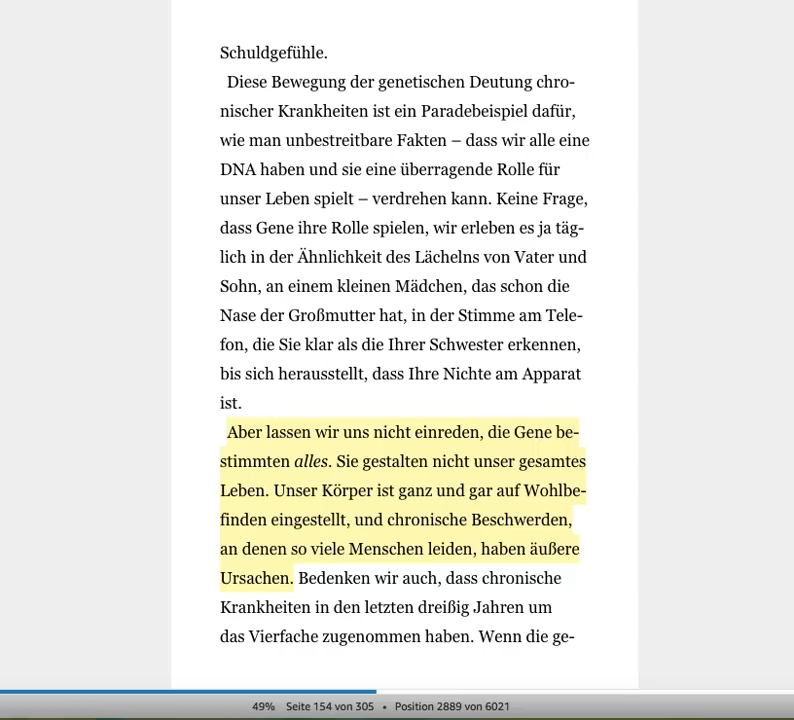 Schuldgefühle.
Diese Bewegung der genetischen Deutung chro-
nischer Krankheiten ist ein Paradebeispiel dafür,
wie man unbestreitbare Fakten – dass wir alle eine
DNA haben und sie eine überragende Rolle für
unser Leben spielt – verdrehen kann. Keine Frage,
dass Gene ihre Rolle spielen, wir erleben es ja täg-
lich in der Ähnlichkeit des Lächelns von Vater und
Sohn, an einem kleinen Mädchen, das schon die
Nase der Großmutter hat, in der Stimme am Tele-
fon, die Sie klar als die Ihrer Schwester erkennen,
bis sich herausstellt, dass Ihre Nichte am Apparat
ist.
Aber lassen wir uns nicht einreden, die Gene be-
stimmten alles. Sie gestalten nicht unser gesamtes
Leben. Unser Körper ist ganz und gar auf Wohlbe-
finden eingestellt, und chronische Beschwerden,
an denen so viele Menschen leiden, haben äußere
Ursachen. Bedenken wir auch, dass chronische
Krankheiten in den letzten dreißig Jahren um
das Vierfache zugenommen haben. Wenn die ge-
49% Seite 154 von 305 • Position 2889 von 6021